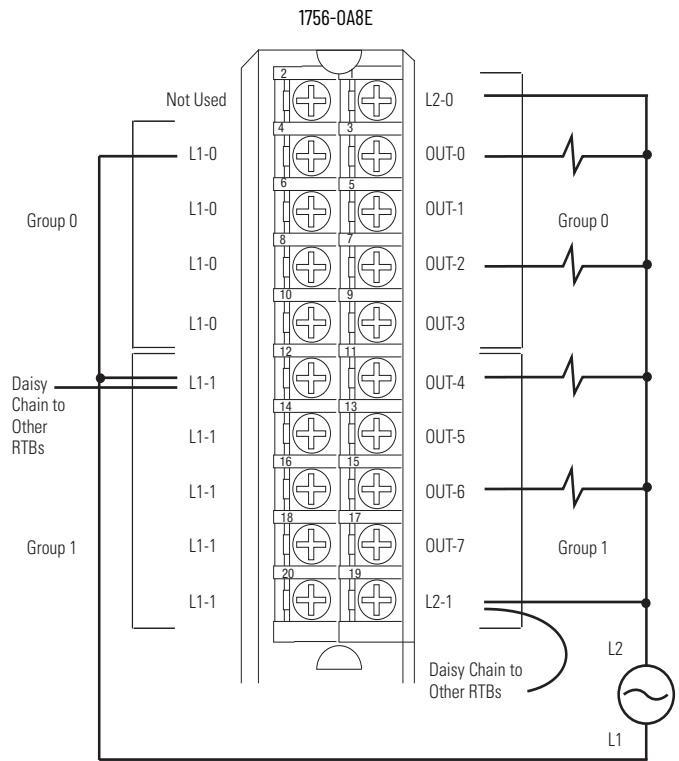 1756-OA8E
2 1
Not Used L2-0
4 3
L1-0 OUT-0
6 5
L1-0 OUT-1
Group 0 Group 0
8 7
L1-0 OUT-2
10 9
L1-0 OUT-3
12 11
L1-1 OUT-4
Daisy
Chain to
Other
RTBs
14 13
L1-1 OUT-5
16 15
L1-1 OUT-6
18 17
L1-1 OUT-7
Group 1 Group 1
20 19
L1-1 L2-1
L2
Daisy Chain to
Other RTBs
L1